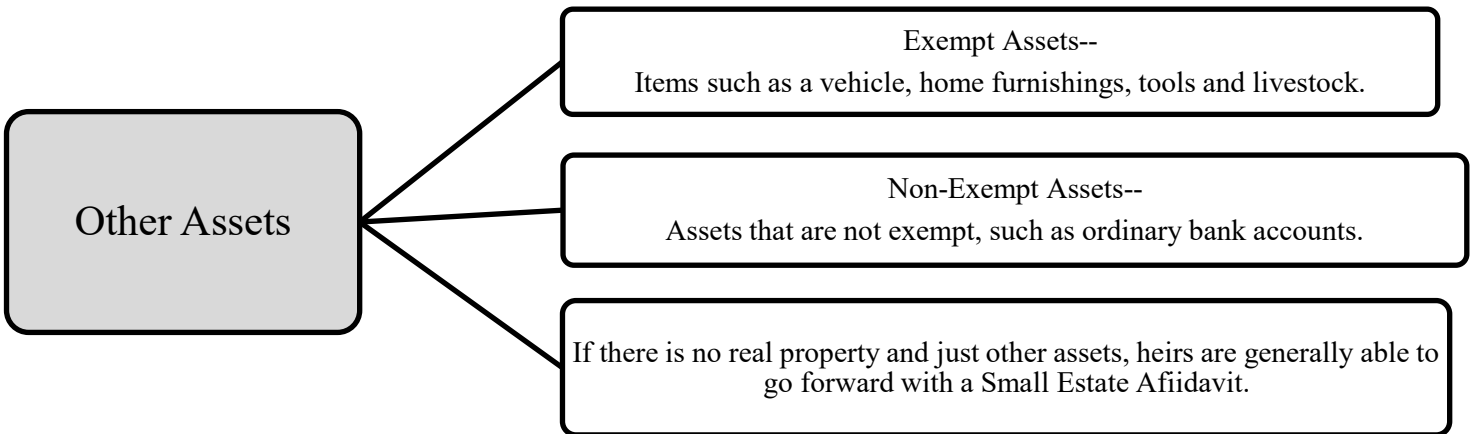 Other Assets
Exempt Assets--
Items such as a vehicle, home furnishings, tools and livestock.
Non-Exempt Assets--
Assets that are not exempt, such as ordinary bank accounts.
If there is no real property and just other assets, heirs are generally able to
go forward with a Small Estate Afiidavit.